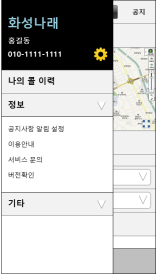 화성나래
홍길동
010-1111-1111
공지
나의 콜 이력
정보
공지사항 알림 설정
이용안내
서비스 문의
버전확인
기타